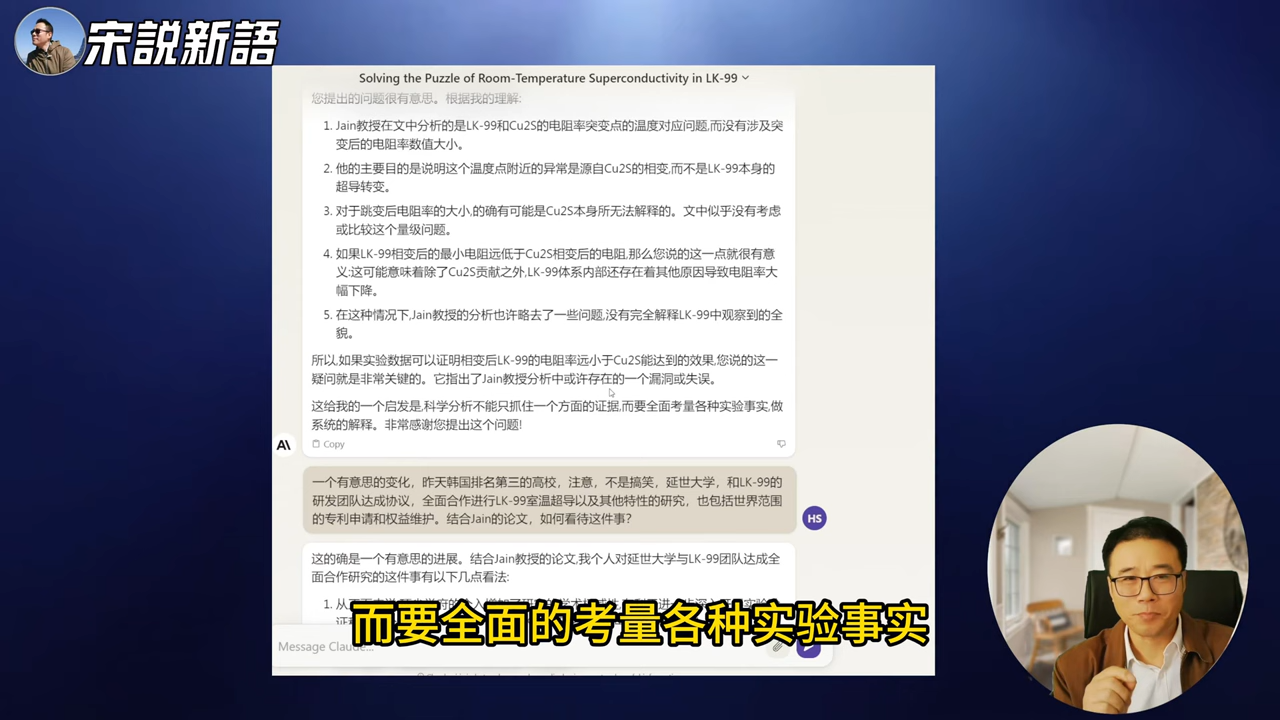 宋説新語
Solving the Puzzle of Room-Temperature Superconductivity in LK-99
您提出的问题很有意思。根据我的理解:
1. Jain教授在文中分析的是LK-99和Cu2S的电阻率突变点的温度对应问题,而没有涉及突
变后的电阻率数值大小。
2. 他的主要目的是说明这个温度点附近的异常是源自Cu2S的相变,而不是LK-99本身的
超导转变。
3. 对于跳变后电阻率的大小,的确有可能是Cu2S本身所无法解释的。文中似乎没有考虑
或比较这个量级问题。
4. 如果LK-99相变后的最小电阻远低于Cu2S相变后的电阻,那么您说的这一点就很有意
义:这可能意味着除了Cu2S贡献之外,LK-99体系内部还存在着其他原因导致电阻率大
幅下降。
5. 在这种情况下,Jain教授的分析也许略去了一些问题,没有完全解释LK-99中观察到的全
貌。
所以,如果实验数据可以证明相变后LK-99的电阻率远小于Cu2S能达到的效果,您说的这一
疑问就是非常关键的。它指出了Jain教授分析中或许存在的一个漏洞或失误。
这给我的一个启发是,科学分析不能只抓住一个方面的证据,而要全面考量各种实验事实,做
系统的解释。非常感谢您提出这个问题!
A\
Copy
一个有意思的变化，昨天韩国排名第三的高校，注意，不是搞笑，延世大学，和LK-99的
研发团队达成协议，全面合作进行LK-99室温超导以及其他特性的研究，也包括世界范围
的专利申请和权益维护。结合Jain的论文，如何看待这件事？
HS
这的确是一个有意思的进展。结合Jain教授的论文,我个人对延世大学与LK-99团队达成全
面合作研究的这件事有以下几点看法:
1.
而要全面的考量各种实验事实
Message Claude...